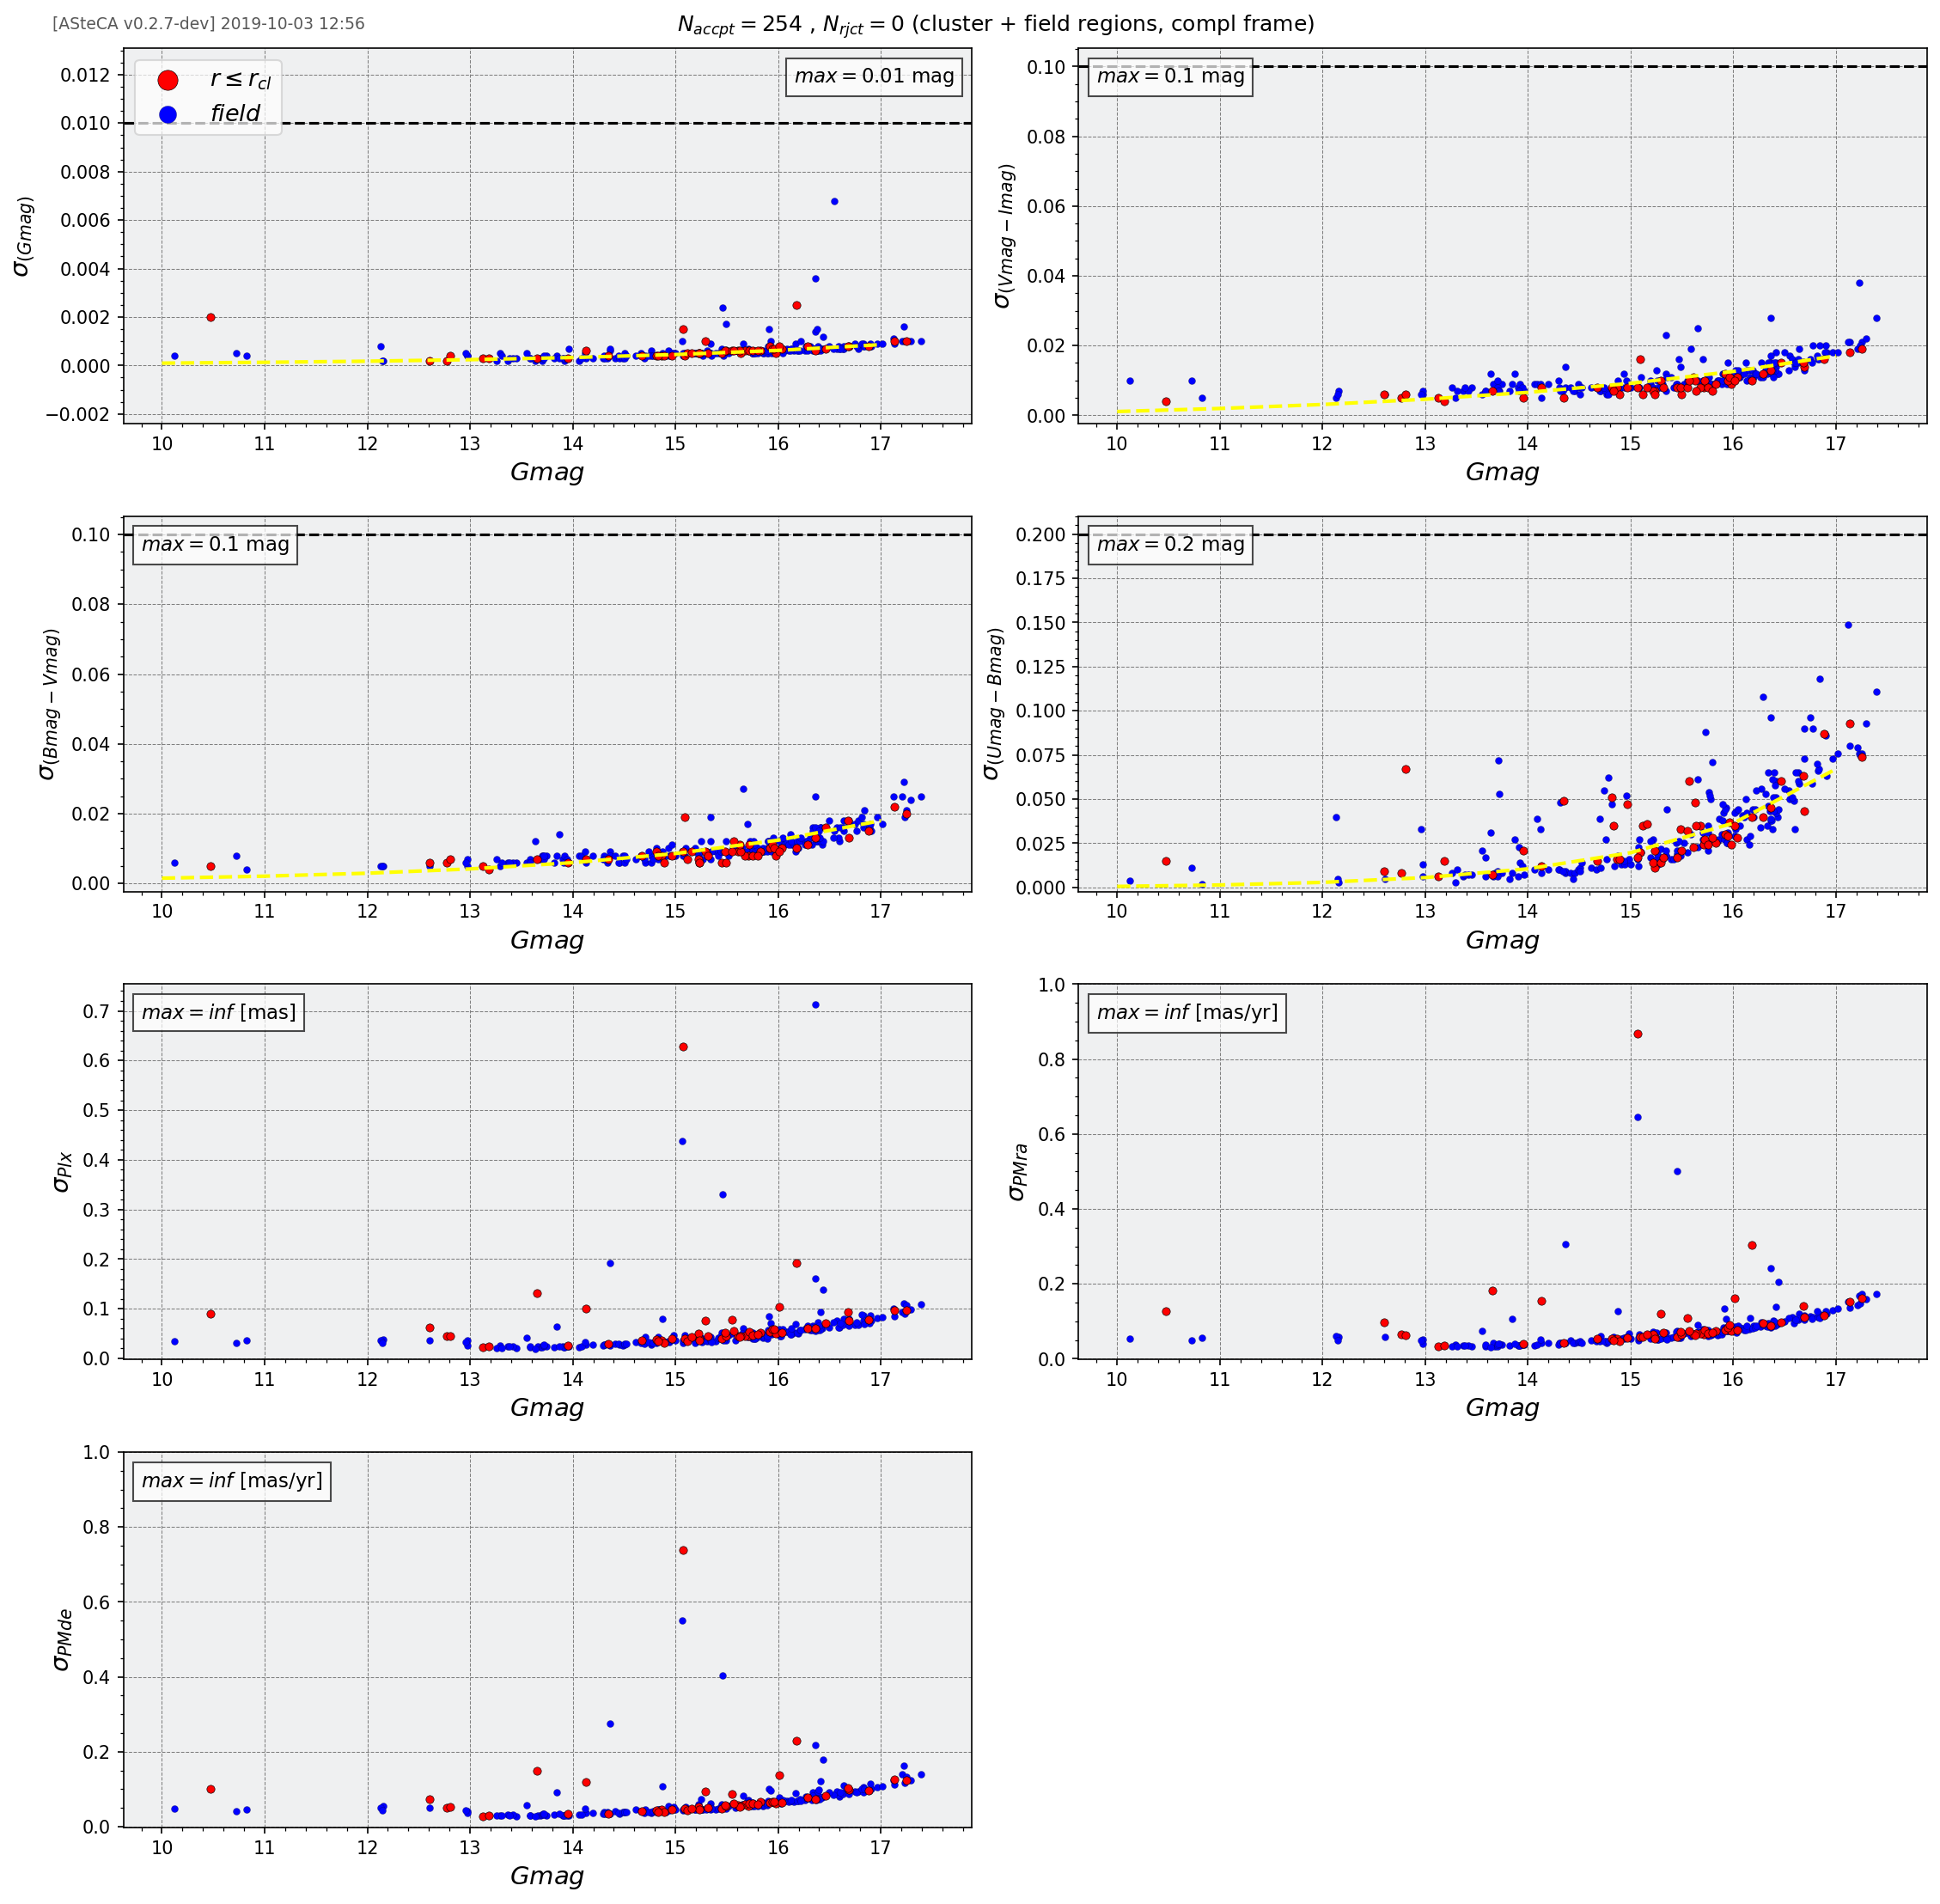 [ASteCA v0.2.7-dev] 2019-10-03 12:56
N_accpt = 254 , N_rjct = 0 (cluster + field regions, compl frame)
r ≤ r_cl
field
max = 0.01 mag
0.012
0.010
0.008
0.006
0.004
0.002
0.000
−0.002
σ(Gmag)
10 11 12 13 14 15 16 17
Gmag
max = 0.1 mag
0.10
0.08
0.06
0.04
0.02
0.00
σ(Vmag − Imag)
10 11 12 13 14 15 16 17
Gmag
max = 0.1 mag
0.10
0.08
0.06
0.04
0.02
0.00
σ(Bmag − Vmag)
10 11 12 13 14 15 16 17
Gmag
max = 0.2 mag
0.200
0.175
0.150
0.125
0.100
0.075
0.050
0.025
0.000
σ(Umag − Bmag)
10 11 12 13 14 15 16 17
Gmag
max = inf [mas]
0.7
0.6
0.5
0.4
0.3
0.2
0.1
0.0
σPlx
10 11 12 13 14 15 16 17
Gmag
max = inf [mas/yr]
1.0
0.8
0.6
0.4
0.2
0.0
σPMra
10 11 12 13 14 15 16 17
Gmag
max = inf [mas/yr]
1.0
0.8
0.6
0.4
0.2
0.0
σPMde
10 11 12 13 14 15 16 17
Gmag